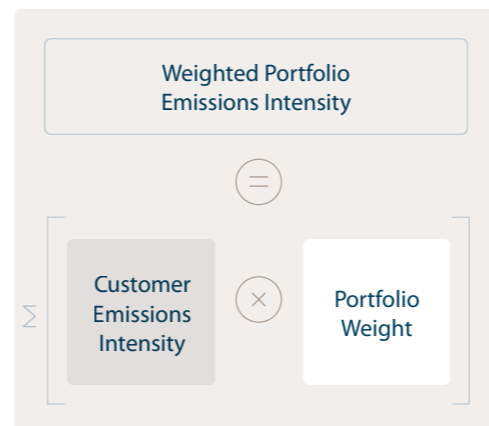 Weighted Portfolio
Emissions Intensity
=
Σ
Customer
Emissions
Intensity
×
Portfolio
Weight